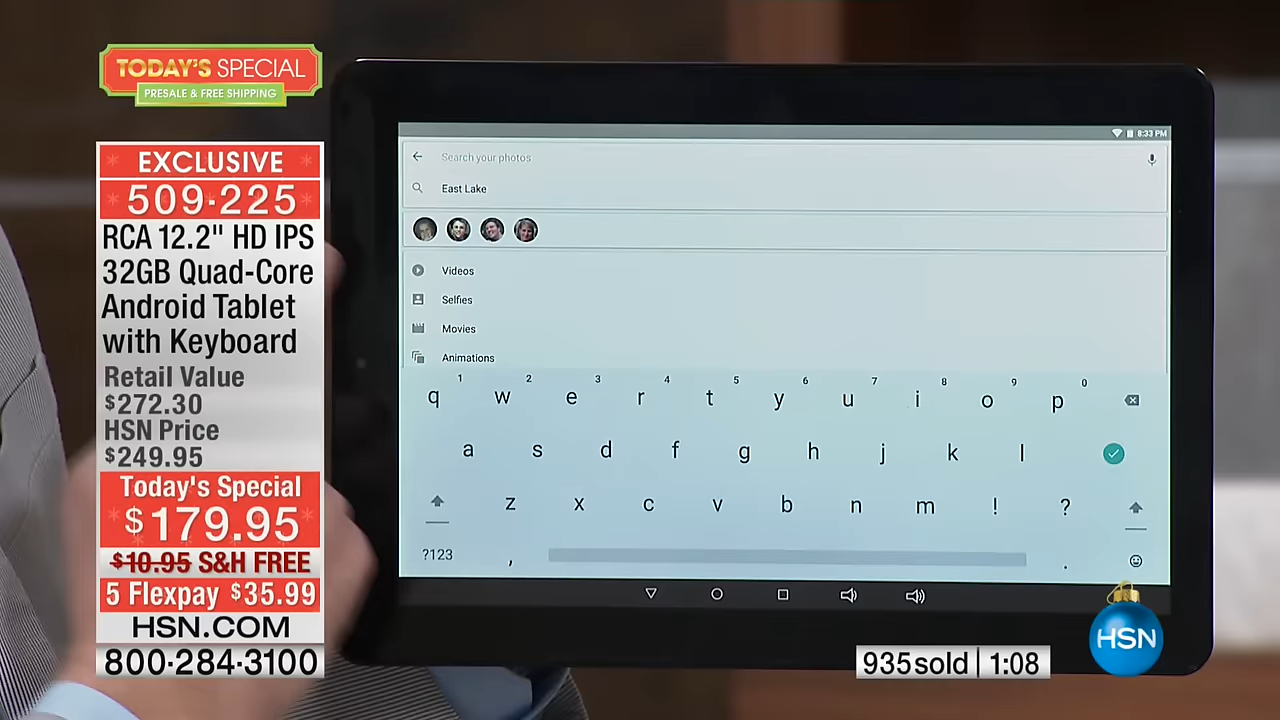 TODAY'S SPECIAL
PRESALE & FREE SHIPPING
EXCLUSIVE
509·225
RCA 12.2" HD IPS
32GB Quad-Core
Android Tablet
with Keyboard
Retail Value
$272.30
HSN Price
$249.95
Today's Special
$179.95
$10.95 S&H FREE
5 Flexpay $35.99
HSN.COM
800·284·3100
8:33 PM
Search your photos
East Lake
Videos
Selfies
Movies
Animations
1 2 3 4 5 6 7 8 9 0
q w e r t y u i o p
a s d f g h j k l
z x c v b n m ! ?
?123 , .
935sold | 1:08
HSN